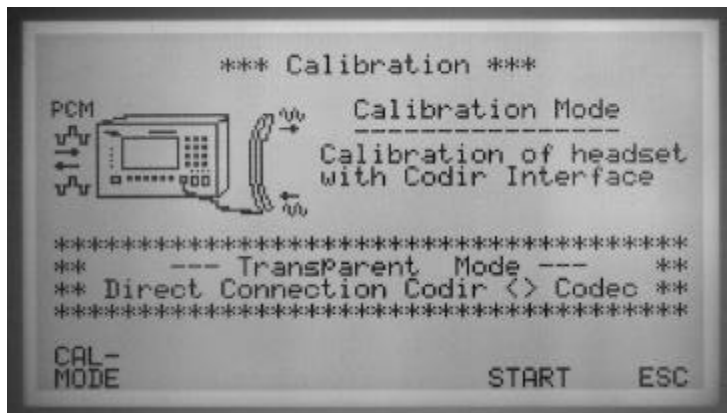 *** Calibration ***
PCM
Calibration Mode
-----------------
Calibration of headset
with Codir Interface
****************************************
** --- Transparent Mode --- **
** Direct Connection Codir <> Codec **
****************************************
CAL-
MODE START ESC